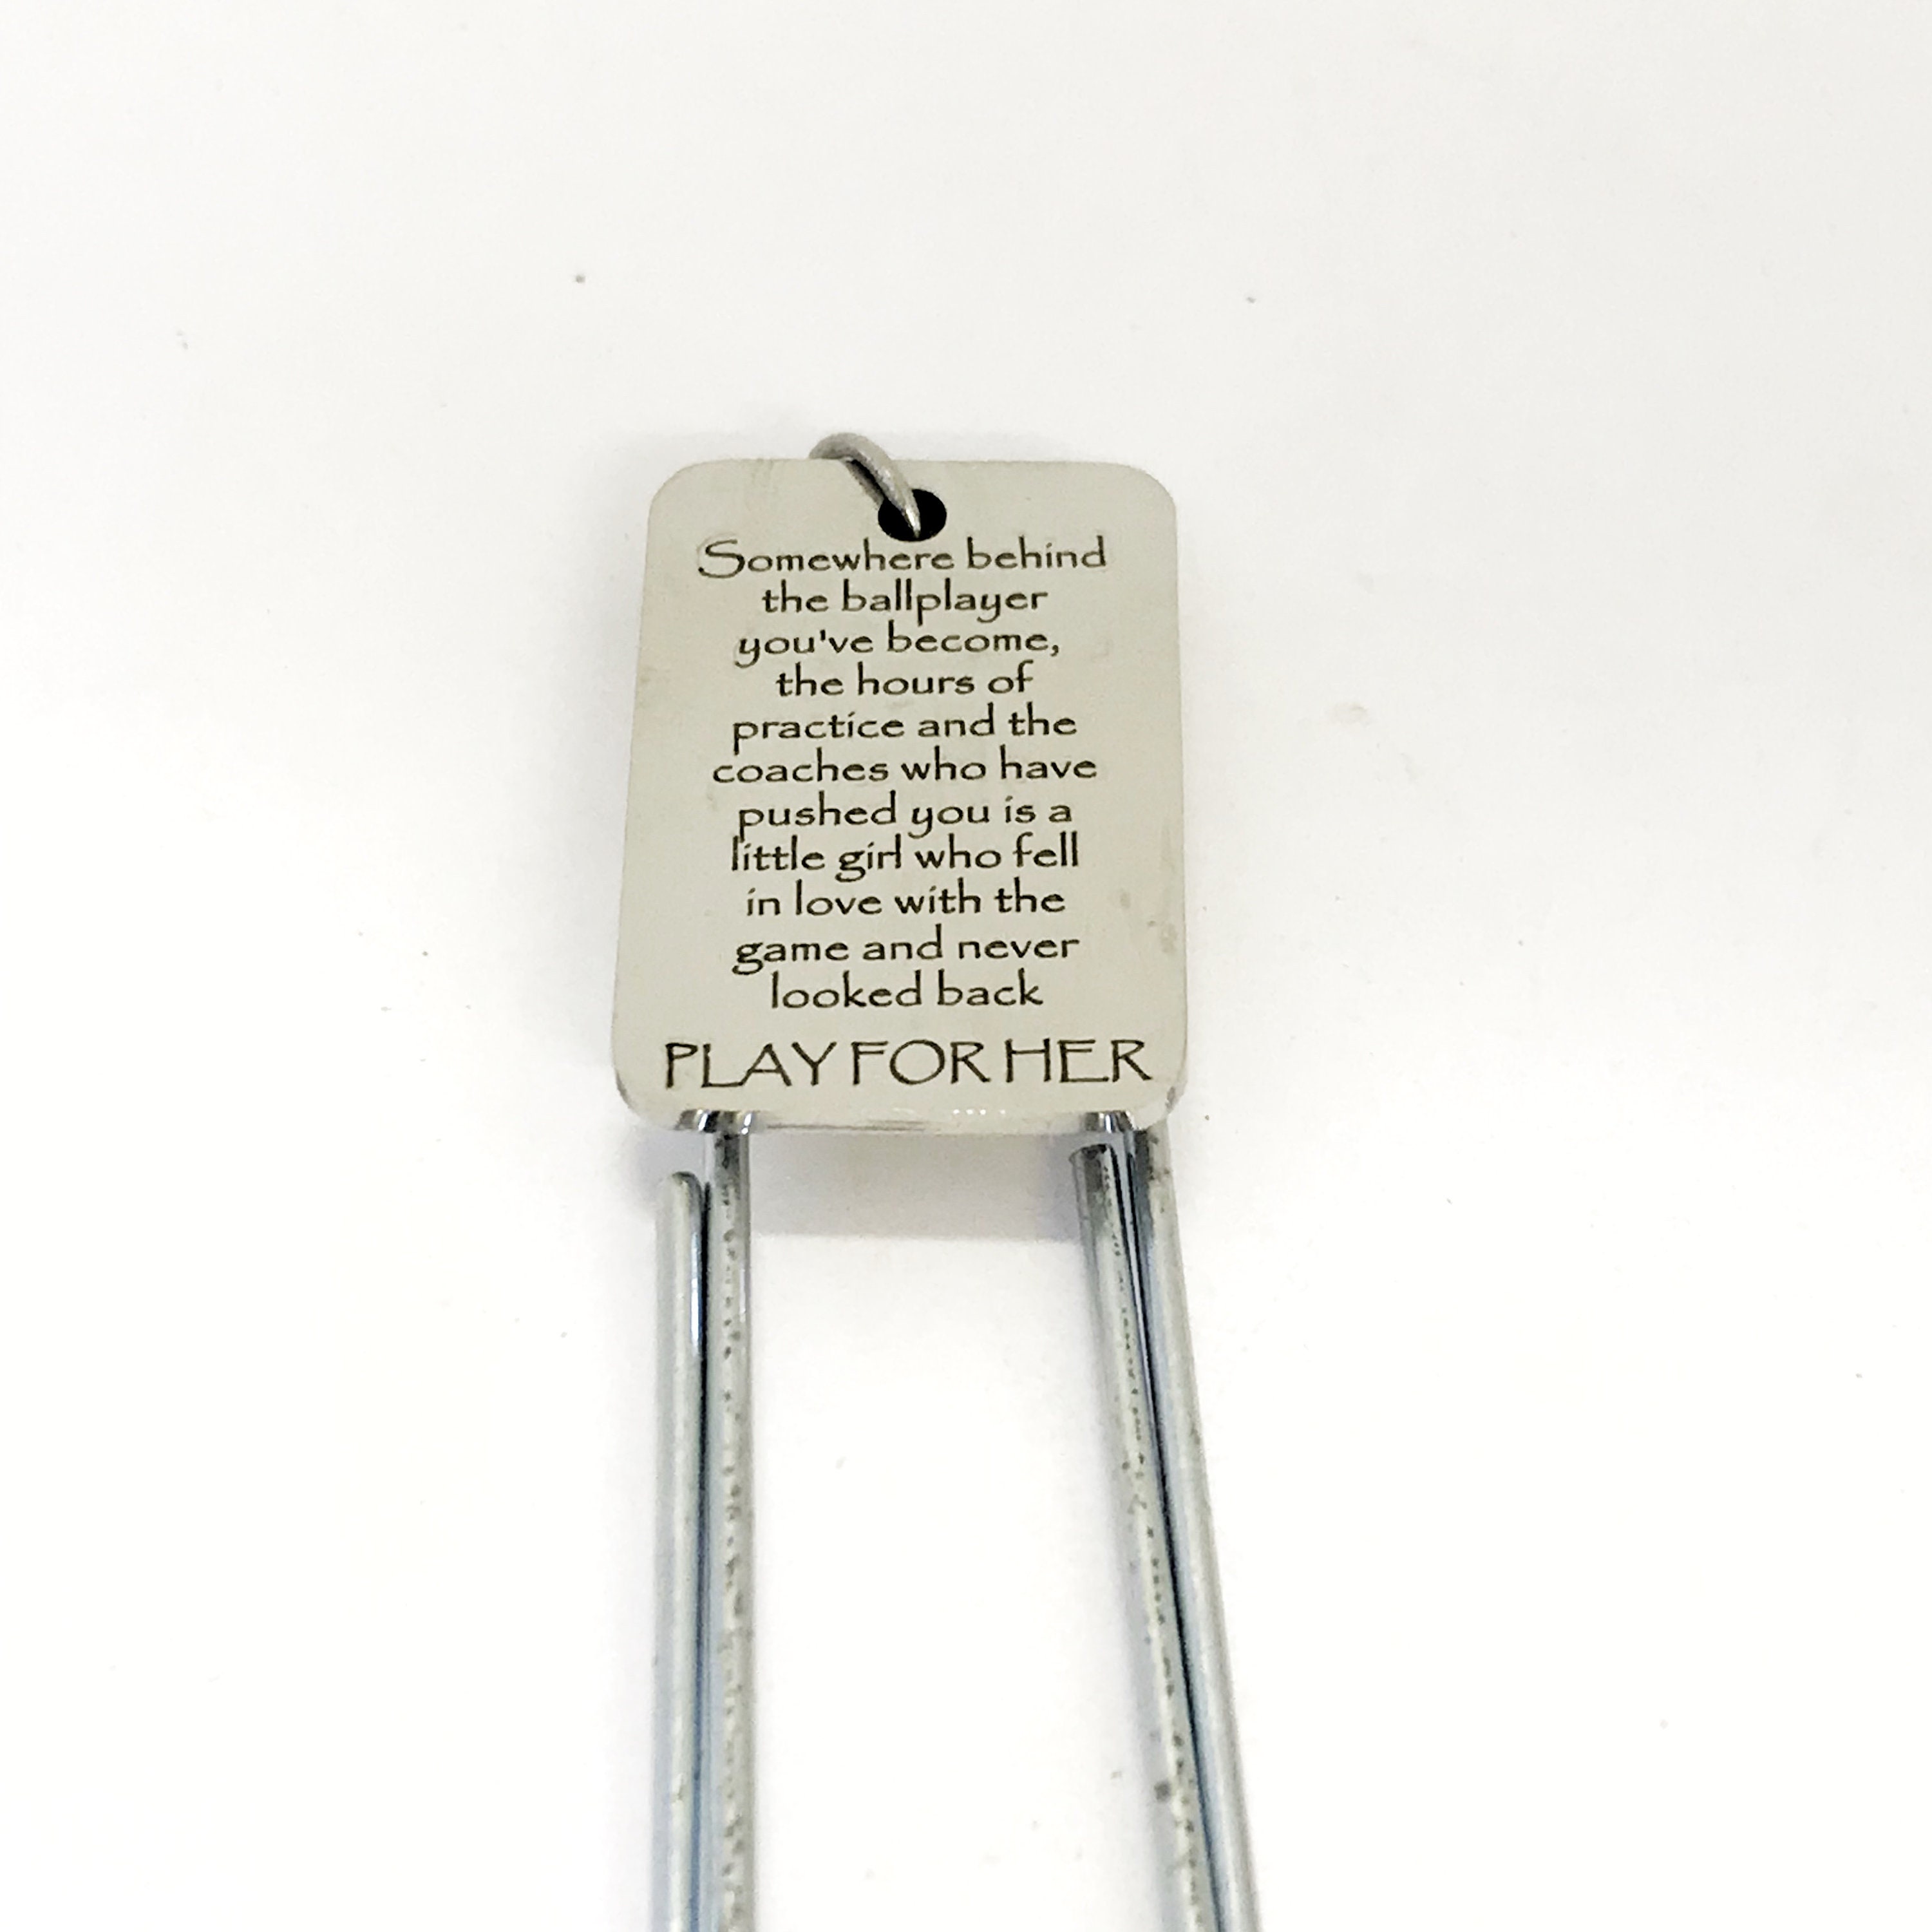 Somewhere behind
the ballplayer
you've become,
the hours of
practice and the
coaches who have
pushed you is a
little girl who fell
in love with the
game and never
looked back
PLAY FOR HER